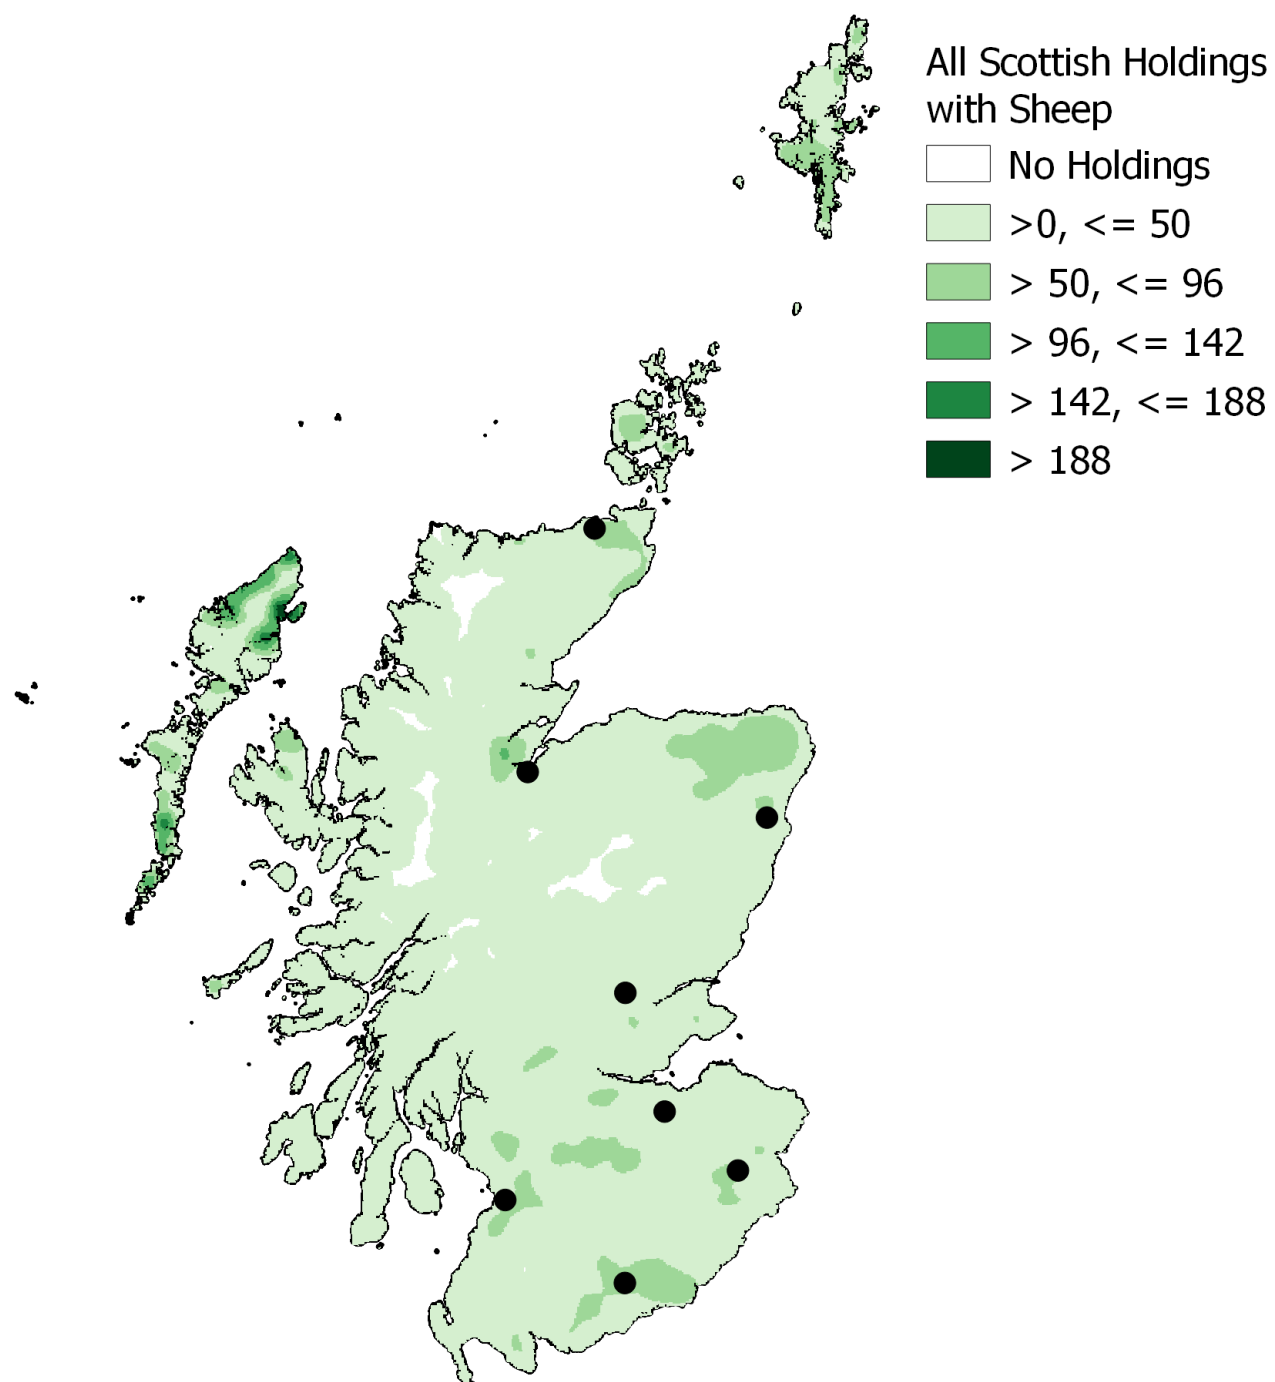 All Scottish Holdings
with Sheep
No Holdings
>0, <= 50
> 50, <= 96
> 96, <= 142
> 142, <= 188
> 188